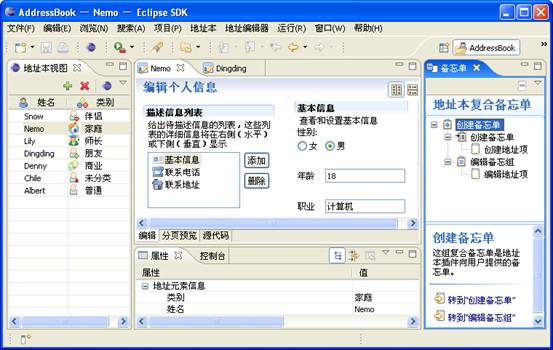 AddressBook — Nemo — Eclipse SDK
文件(F) 编辑(E) 浏览(N) 搜索(A) 项目(P) 地址本 地址编辑器 运行(R) 窗口(W) 帮助(H)
AddressBook
地址本视图
姓名 类别
Snow 伴侣
Nemo 家庭
Lily 师长
Dingding 朋友
Denny 商业
Chile 未分类
Albert 普通
Nemo Dingding
编辑个人信息
描述信息列表
给出待描述信息的列表，这些列
表的详细信息将在右侧（水平）
或下侧（垂直）显示
基本信息
联系电话
联系地址
添加
删除
基本信息
查看和设置基本信息
性别:
女 男
年龄 18
职业 计算机
编辑 分页预览 源代码
属性 控制台
属性 值
地址元信息
类别 家庭
姓名 Nemo
备忘单
地址本复合备忘单
创建备忘单
创建备忘单
创建地址项
编辑备忘组
编辑地址项
创建备忘单
这组复合备忘单是地址
本插件向用户提供的备
忘单。
转到“创建备忘单”
转到“编辑备忘组”